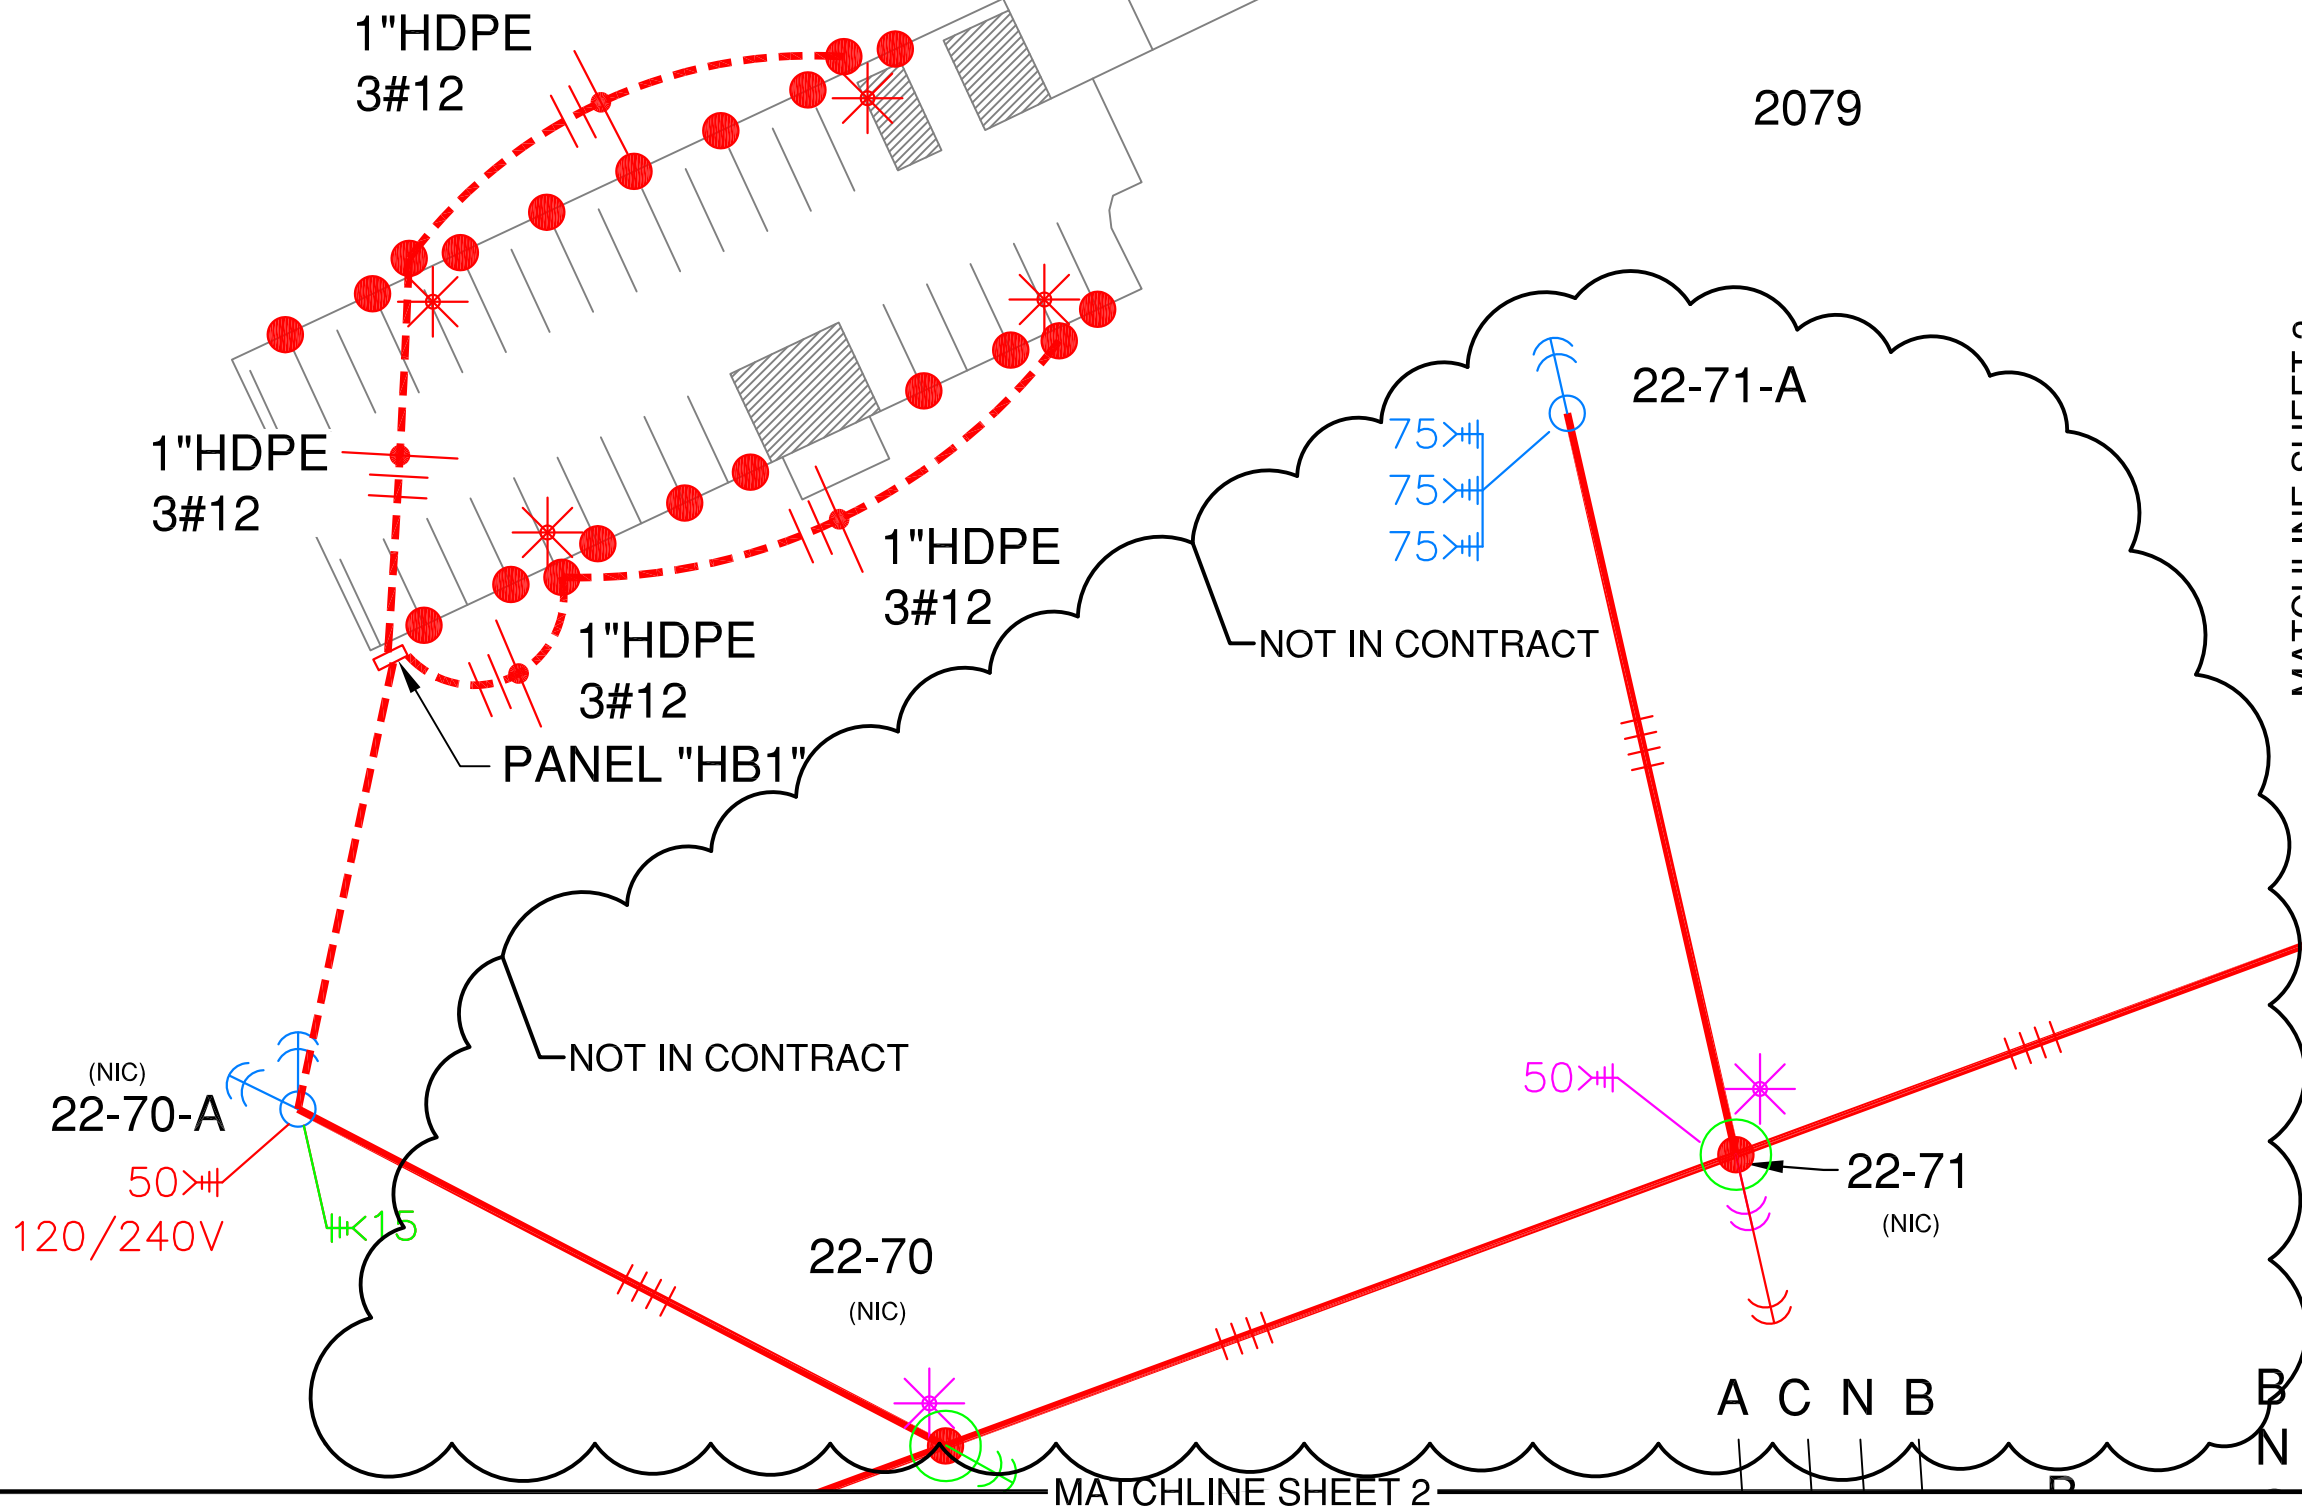 1"HDPE
3#12
2079
22-71-A
1"HDPE
3#12
75
75
75
1"HDPE
3#12
1"HDPE
3#12
NOT IN CONTRACT
PANEL "HB1"
NOT IN CONTRACT
(NIC)
22-70-A
50
120/240V
15
50
22-71
(NIC)
22-70
(NIC)
A C N B
B
N
MATCHLINE SHEET 2